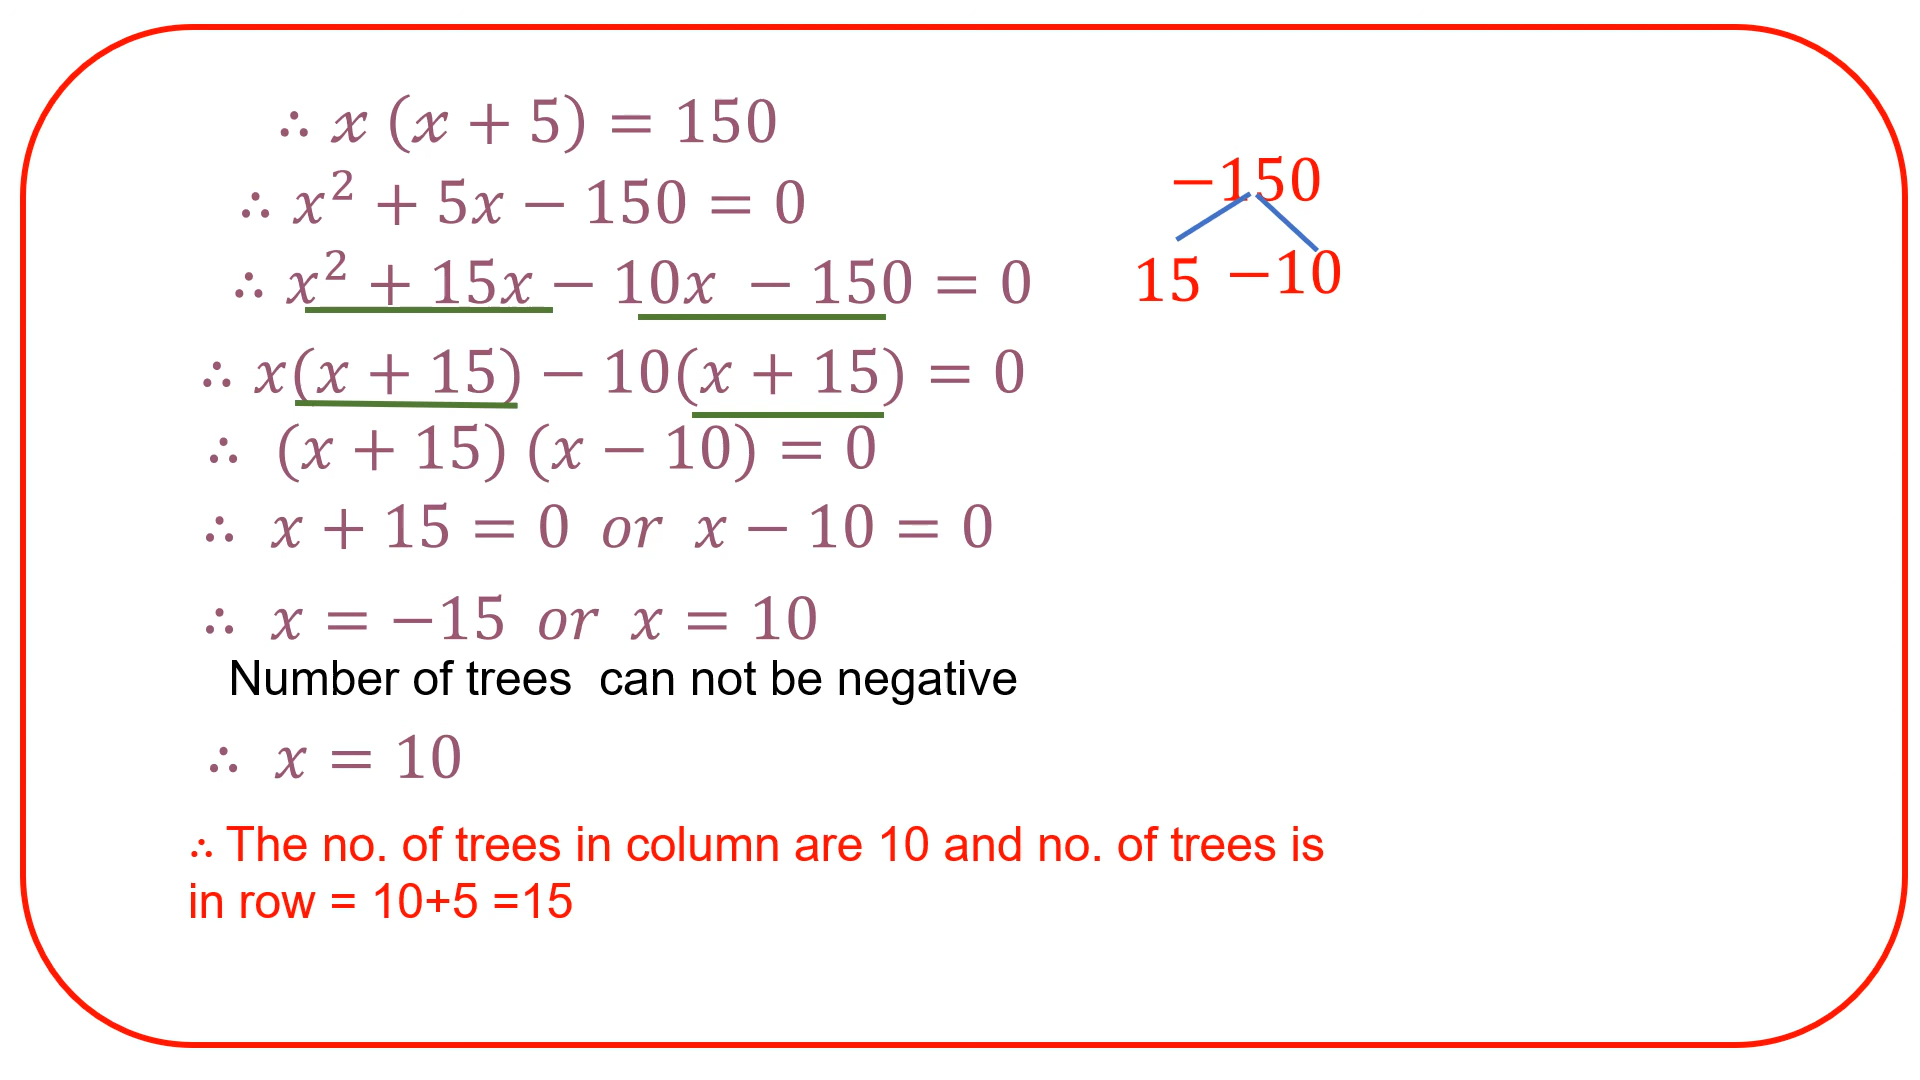 ∴ x (x + 5) = 150
∴ x² + 5x − 150 = 0
∴ x² + 15x − 10x − 150 = 0
∴ x(x + 15) − 10(x + 15) = 0
∴ (x + 15) (x − 10) = 0
∴ x + 15 = 0 or x − 10 = 0
∴ x = −15 or x = 10
Number of trees can not be negative
∴ x = 10
∴ The no. of trees in column are 10 and no. of trees is
in row = 10+5 =15
−150
15 −10